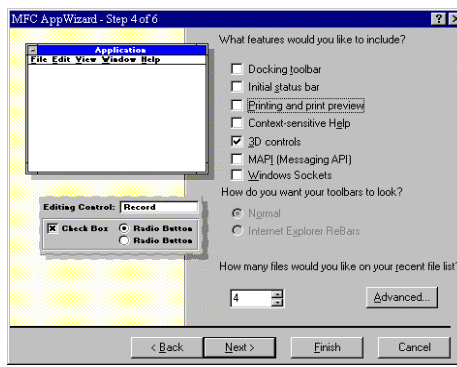 MFC AppWizard - Step 4 of 6
Application
File Edit View Window Help
Editing Control: Record
Check Box
Radio Button
Radio Button
What features would you like to include?
Docking toolbar
Initial status bar
Printing and print preview
Context-sensitive Help
3D controls
MAPI (Messaging API)
Windows Sockets
How do you want your toolbars to look?
Normal
Internet Explorer ReBars
How many files would you like on your recent file list?
4
Advanced...
< Back
Next >
Finish
Cancel